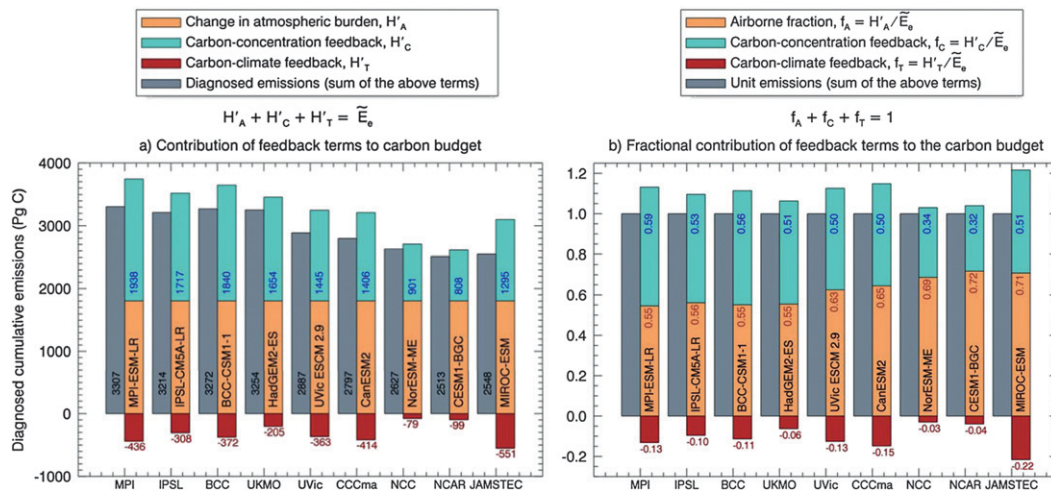 Change in atmospheric burden, H′A
Carbon-concentration feedback, H′C
Carbon-climate feedback, H′T
Diagnosed emissions (sum of the above terms)
H′A + H′C + H′T = Ẽe
a) Contribution of feedback terms to carbon budget
Diagnosed cumulative emissions (Pg C)
4000
3000
2000
1000
0
-1000
3307
MPI-ESM-LR
1938
-436
3214
IPSL-CM5A-LR
1717
-308
3272
BCC-CSM1-1
1840
-372
3254
HadGEM2-ES
1654
-205
2887
UVic ESCM 2.9
1445
-363
2797
CanESM2
1406
-414
2627
NorESM-ME
901
-79
2513
CESM1-BGC
808
-99
2548
MIROC-ESM
1295
-551
MPI IPSL BCC UKMO UVic CCCma NCC NCAR JAMSTEC
Airborne fraction, fA = H′A/Ẽe
Carbon-concentration feedback, fC = H′C/Ẽe
Carbon-climate feedback, fT = H′T/Ẽe
Unit emissions (sum of the above terms)
fA + fC + fT = 1
b) Fractional contribution of feedback terms to the carbon budget
1.2
1.0
0.8
0.6
0.4
0.2
0.0
-0.2
MPI-ESM-LR
0.55
0.59
-0.13
IPSL-CM5A-LR
0.56
0.53
-0.10
BCC-CSM1-1
0.55
0.56
-0.11
HadGEM2-ES
0.55
0.51
-0.06
UVic ESCM 2.9
0.63
0.50
-0.13
CanESM2
0.65
0.50
-0.15
NorESM-ME
0.69
0.34
-0.03
CESM1-BGC
0.72
0.32
-0.04
MIROC-ESM
0.71
0.51
-0.22
MPI IPSL BCC UKMO UVic CCCma NCC NCAR JAMSTEC